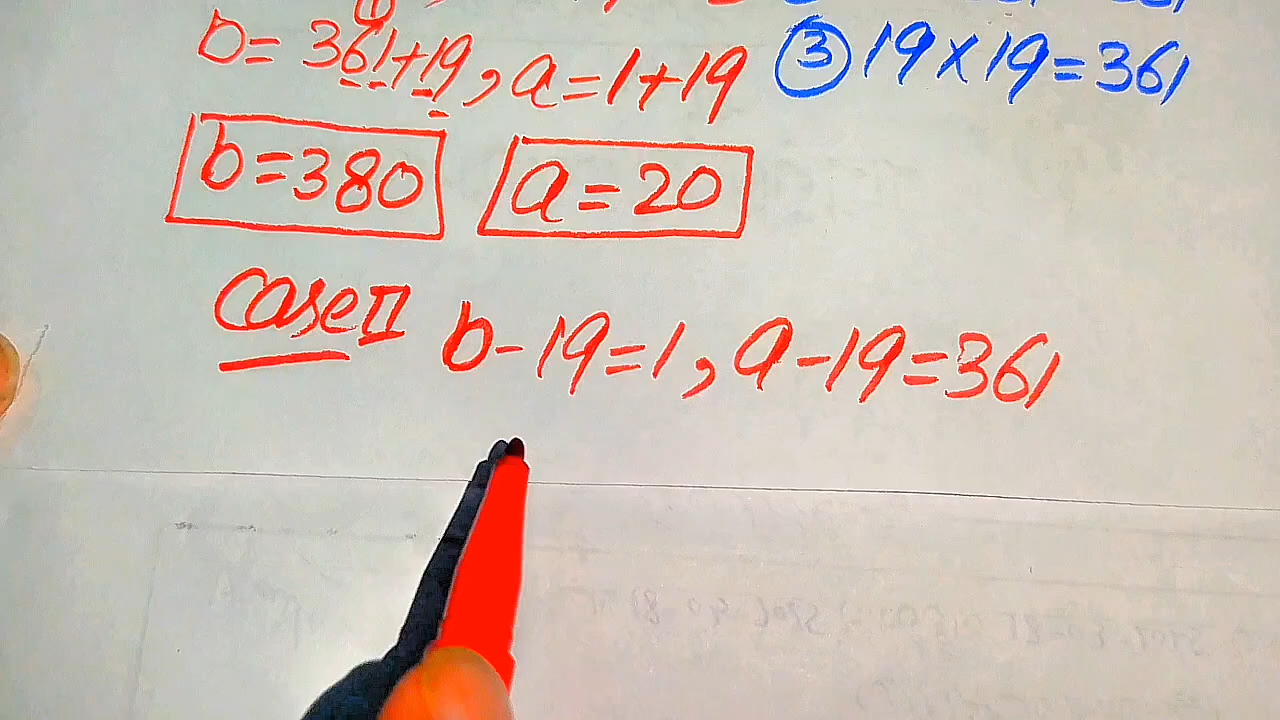 b = 361+19, a = 1+19
③ 19×19=361
b=380 a=20
Case II b-19=1, a-19=361